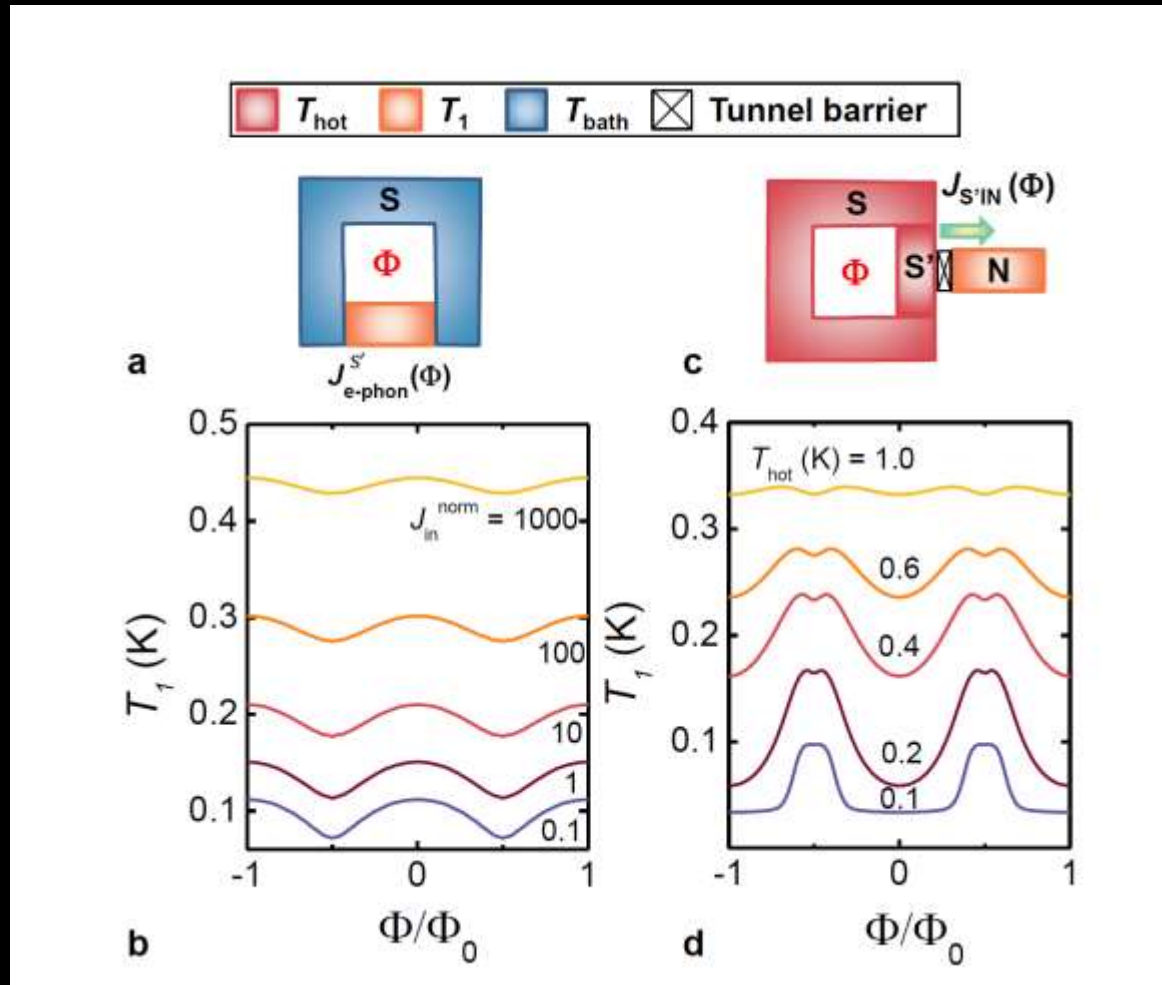 T_hot T_1 T_bath Tunnel barrier
S
Φ
a
J_e-phon^S'(Φ)
S
J_S'IN (Φ)
Φ
S'
N
c
0.5
0.4
0.3
0.2
0.1
T_1 (K)
J_in^norm = 1000
100
10
1
0.1
-1 0 1
Φ/Φ_0
b
0.4
0.3
0.2
0.1
T_1 (K)
T_hot (K) = 1.0
0.6
0.4
0.2
0.1
-1 0 1
Φ/Φ_0
d